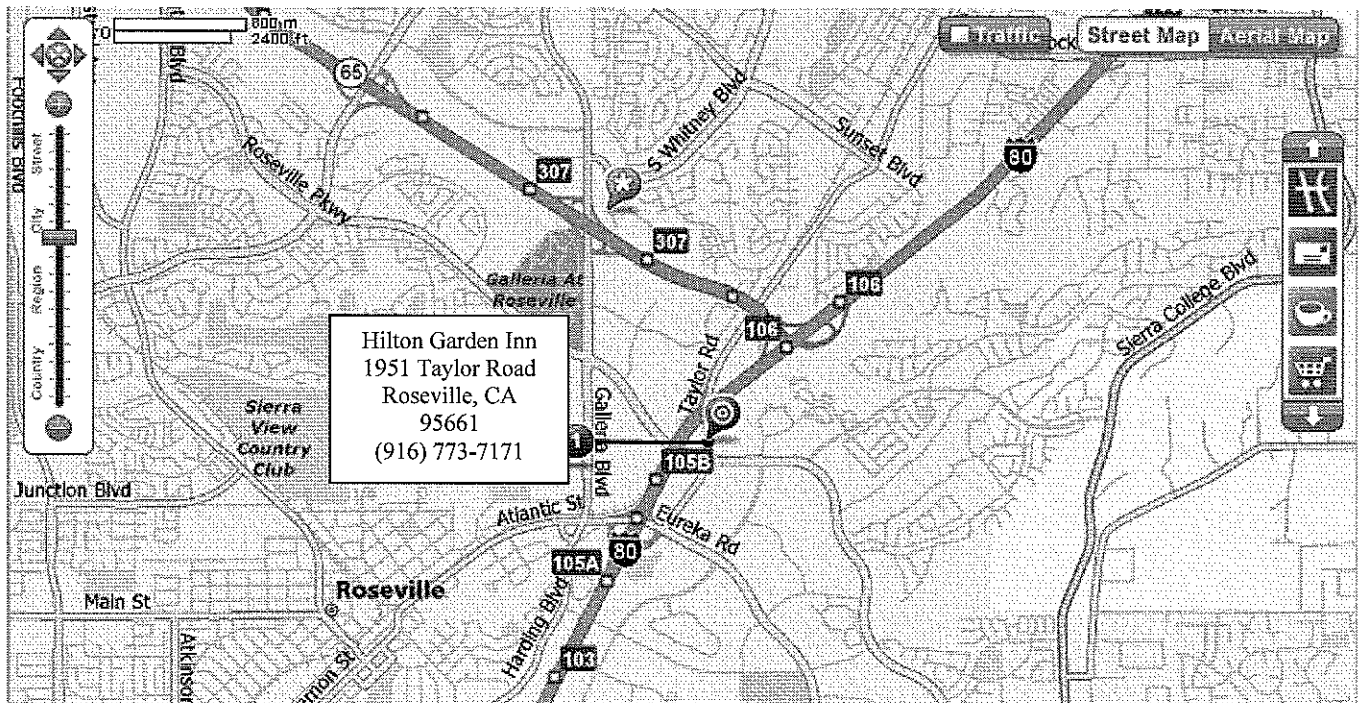 800 m
2400 ft
Traffic
Street Map
Aerial Map
Blvd
65
S Whitney Blvd
Sunset Blvd
80
Street
City
Region
Country
Roseville Pkwy
307
307
Galleria At
Roseville
106
106
Sierra College Blvd
Hilton Garden Inn
1951 Taylor Road
Roseville, CA
95661
(916) 773-7171
Taylor Rd
Galleria Blvd
Sierra
View
Country
Club
1
105B
Junction Blvd
Atlantic St
Eureka Rd
80
105A
Roseville
Main St
Harding Blvd
103